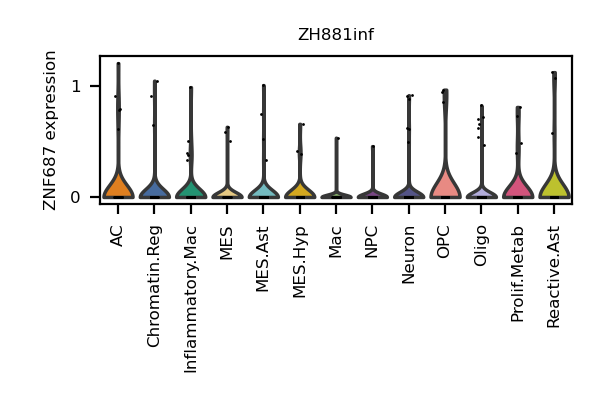 ZH881inf
ZNF687 expression
1
0
AC
Chromatin.Reg
Inflammatory.Mac
MES
MES.Ast
MES.Hyp
Mac
NPC
Neuron
OPC
Oligo
Prolif.Metab
Reactive.Ast